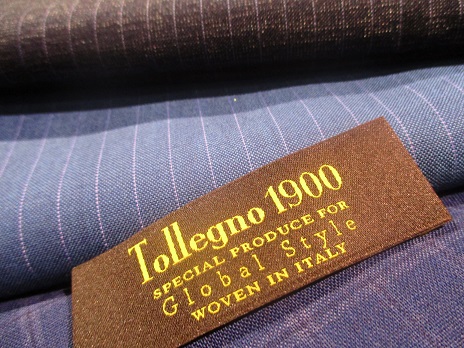 Tollegno 1900
SPECIAL PRODUCE FOR
Global Style
WOVEN IN ITALY